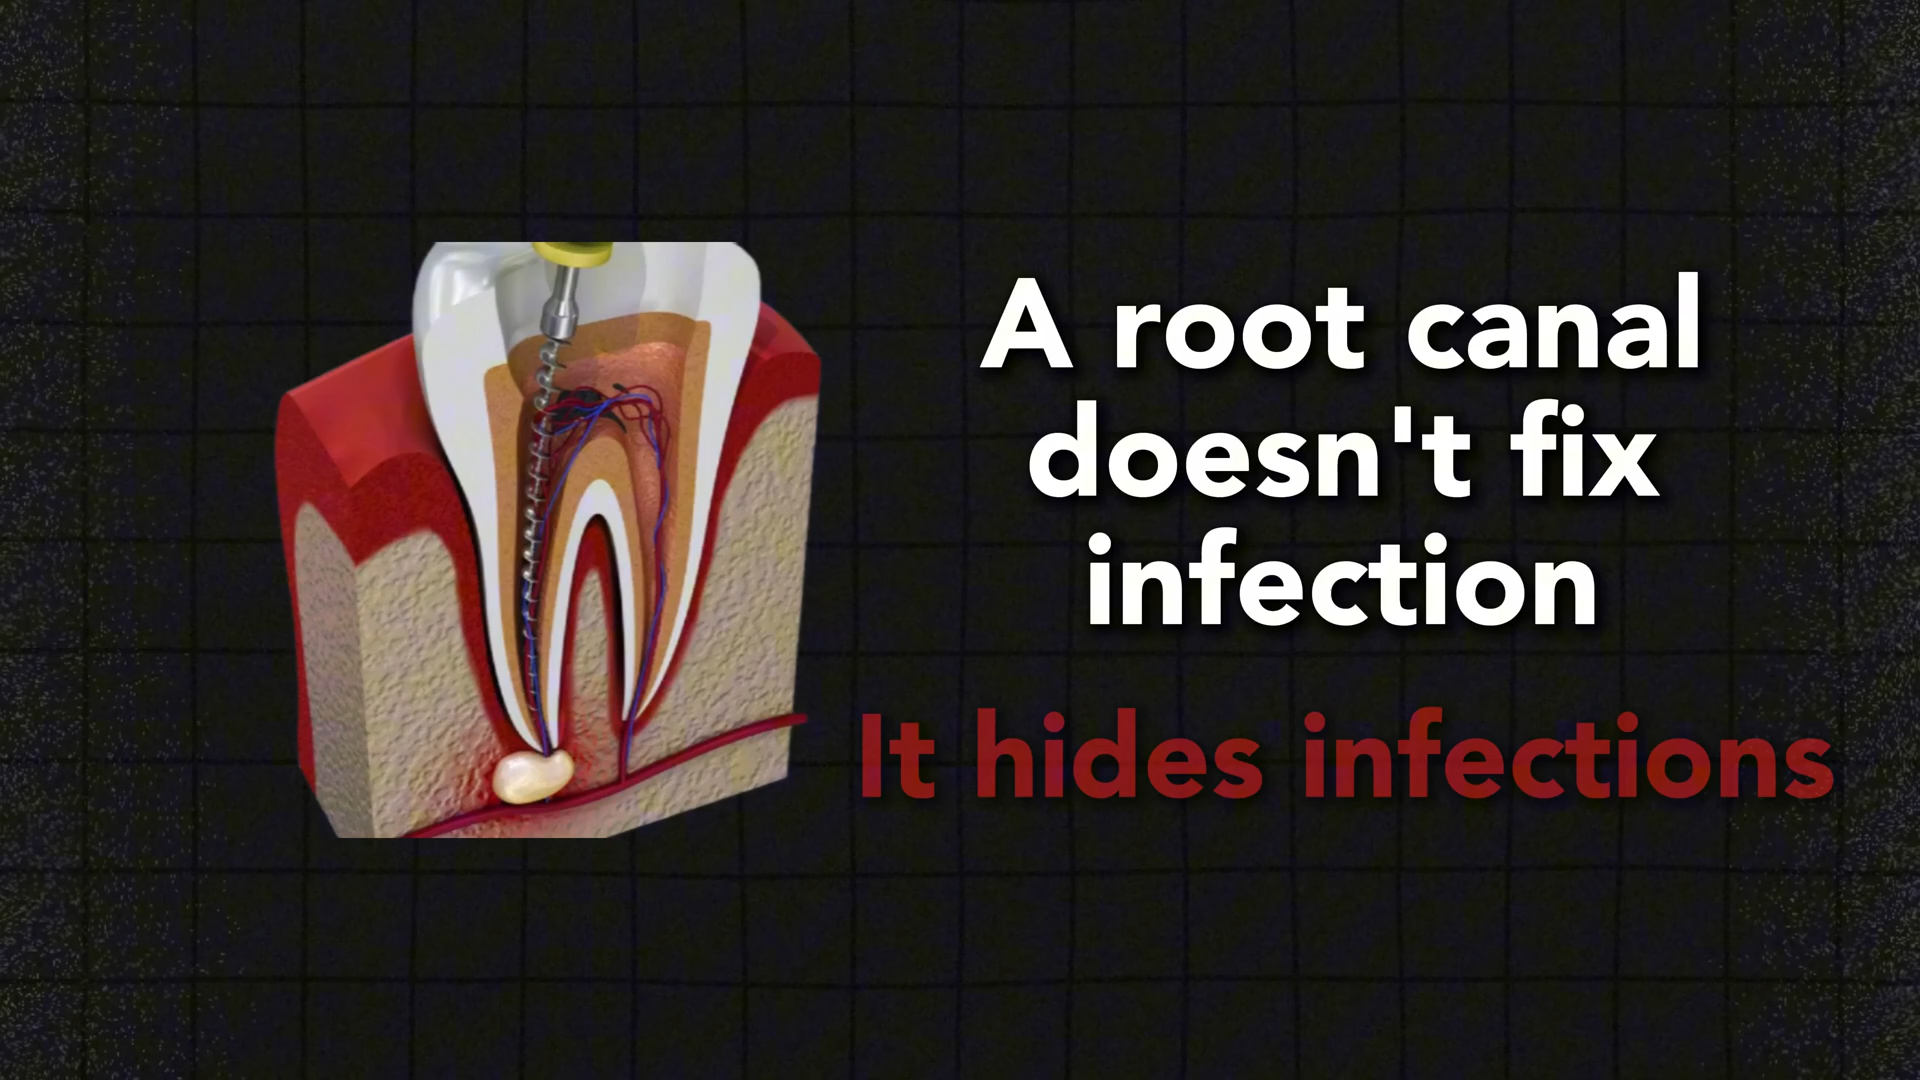 A root canal
doesn't fix
infection
It hides infections